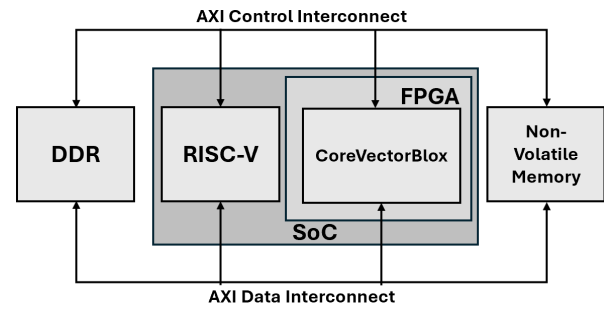 AXI Control Interconnect
FPGA
DDR
RISC-V
CoreVectorBlox
Non-
Volatile
Memory
SoC
AXI Data Interconnect